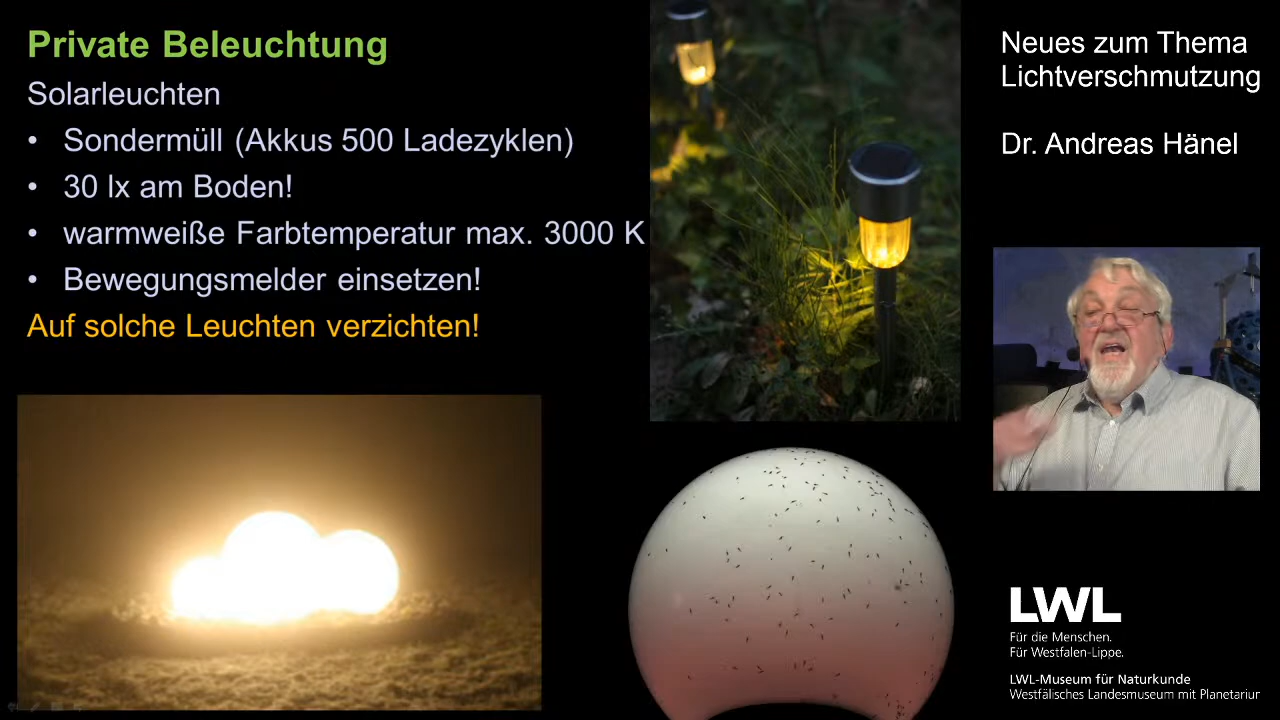 Private Beleuchtung
Solarleuchten
• Sondermüll (Akkus 500 Ladezyklen)
• 30 lx am Boden!
• warmweiße Farbtemperatur max. 3000 K
• Bewegungsmelder einsetzen!
Auf solche Leuchten verzichten!
Neues zum Thema
Lichtverschmutzung
Dr. Andreas Hänel
LWL
Für die Menschen.
Für Westfalen-Lippe.
LWL-Museum für Naturkunde
Westfälisches Landesmuseum mit Planetariur